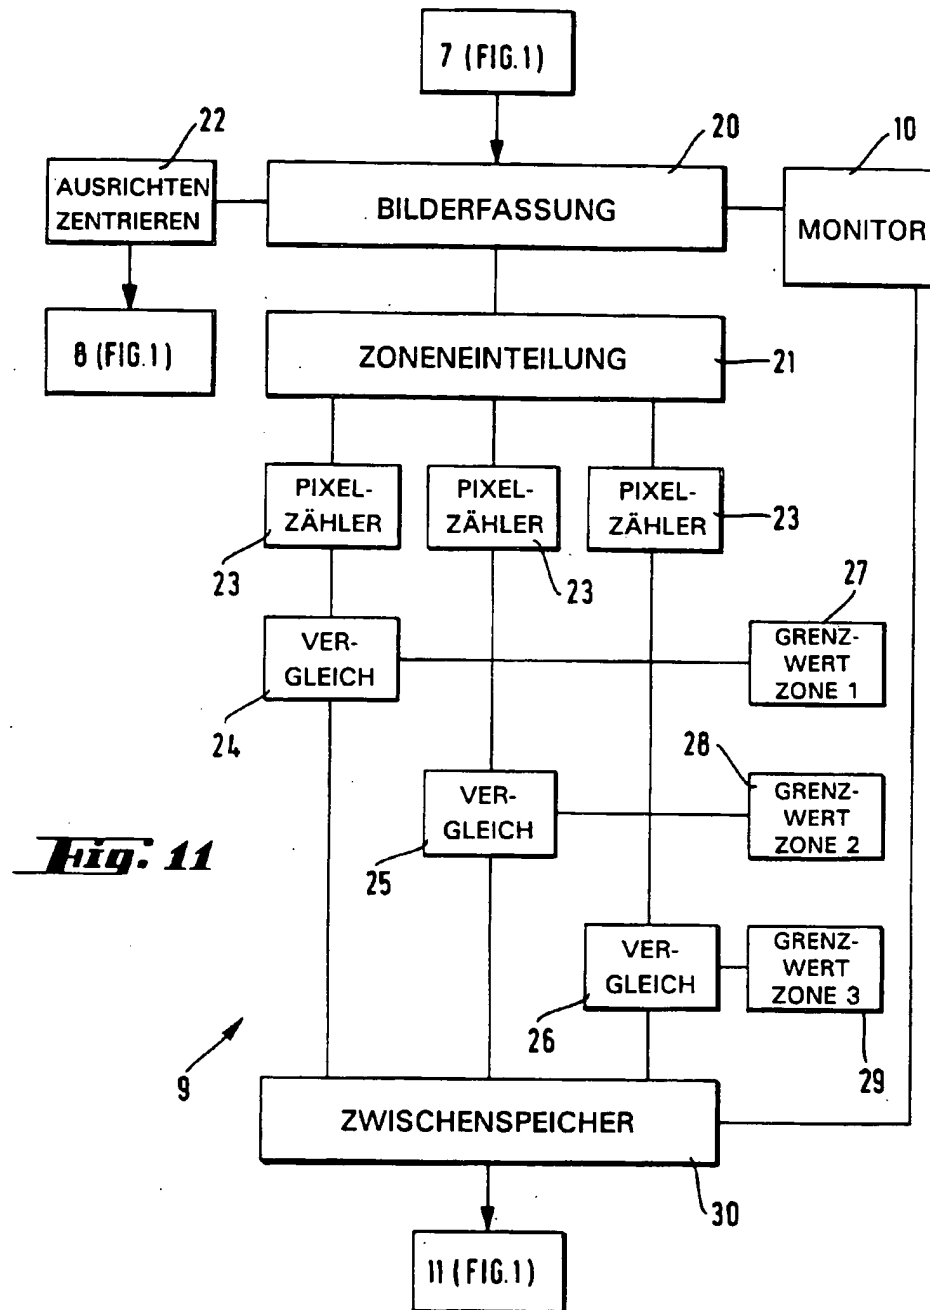 7 (FIG.1)
22
20
10
AUSRICHTEN
ZENTRIEREN
BILDERFASSUNG
MONITOR
8 (FIG.1)
ZONENEINTEILUNG
21
PIXEL-
ZÄHLER
PIXEL-
ZÄHLER
PIXEL-
ZÄHLER
23
23
23
27
VER-
GLEICH
GRENZ-
WERT
ZONE 1
24
28
VER-
GLEICH
GRENZ-
WERT
ZONE 2
Fig. 11
25
VER-
GLEICH
GRENZ-
WERT
ZONE 3
26
29
9
ZWISCHENSPEICHER
30
11 (FIG.1)